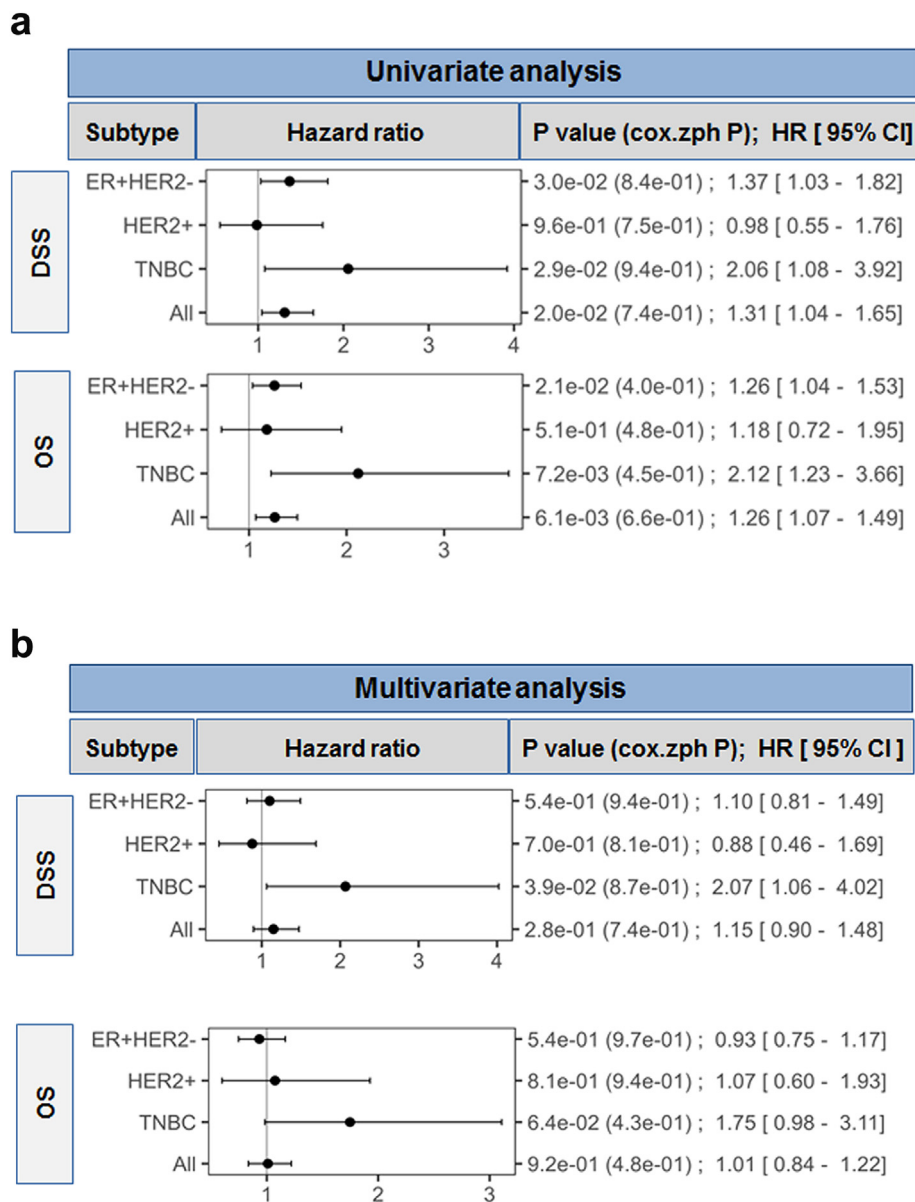 a
Univariate analysis
Subtype Hazard ratio P value (cox.zph P); HR [ 95% CI]
DSS
ER+HER2- 3.0e-02 (8.4e-01) ; 1.37 [ 1.03 - 1.82]
HER2+ 9.6e-01 (7.5e-01) ; 0.98 [ 0.55 - 1.76]
TNBC 2.9e-02 (9.4e-01) ; 2.06 [ 1.08 - 3.92]
All 2.0e-02 (7.4e-01) ; 1.31 [ 1.04 - 1.65]
1 2 3 4
OS
ER+HER2- 2.1e-02 (4.0e-01) ; 1.26 [ 1.04 - 1.53]
HER2+ 5.1e-01 (4.8e-01) ; 1.18 [ 0.72 - 1.95]
TNBC 7.2e-03 (4.5e-01) ; 2.12 [ 1.23 - 3.66]
All 6.1e-03 (6.6e-01) ; 1.26 [ 1.07 - 1.49]
1 2 3
b
Multivariate analysis
Subtype Hazard ratio P value (cox.zph P); HR [ 95% CI ]
DSS
ER+HER2- 5.4e-01 (9.4e-01) ; 1.10 [ 0.81 - 1.49]
HER2+ 7.0e-01 (8.1e-01) ; 0.88 [ 0.46 - 1.69]
TNBC 3.9e-02 (8.7e-01) ; 2.07 [ 1.06 - 4.02]
All 2.8e-01 (7.4e-01) ; 1.15 [ 0.90 - 1.48]
1 2 3 4
OS
ER+HER2- 5.4e-01 (9.7e-01) ; 0.93 [ 0.75 - 1.17]
HER2+ 8.1e-01 (9.4e-01) ; 1.07 [ 0.60 - 1.93]
TNBC 6.4e-02 (4.3e-01) ; 1.75 [ 0.98 - 3.11]
All 9.2e-01 (4.8e-01) ; 1.01 [ 0.84 - 1.22]
1 2 3